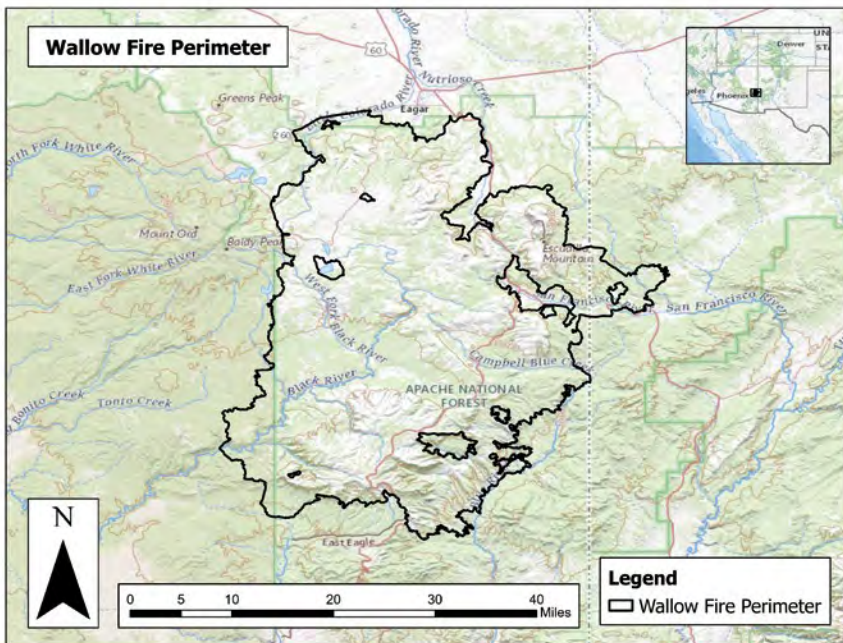 Wallow Fire Perimeter
60
Nutrioso Creek
Denver
Phoenix
Greens Peak
Eagar
260
North Fork White River
Mount Ord
Baldy Peak
East Fork White River
Escudilla
Mountain
San Francisco River
San Francisco River
West Fork Black River
Black River
Campbell Blue Creek
APACHE NATIONAL
FOREST
Bonito Creek
Tonto Creek
East Eagle
N
0 5 10 20 30 40
Miles
Legend
Wallow Fire Perimeter